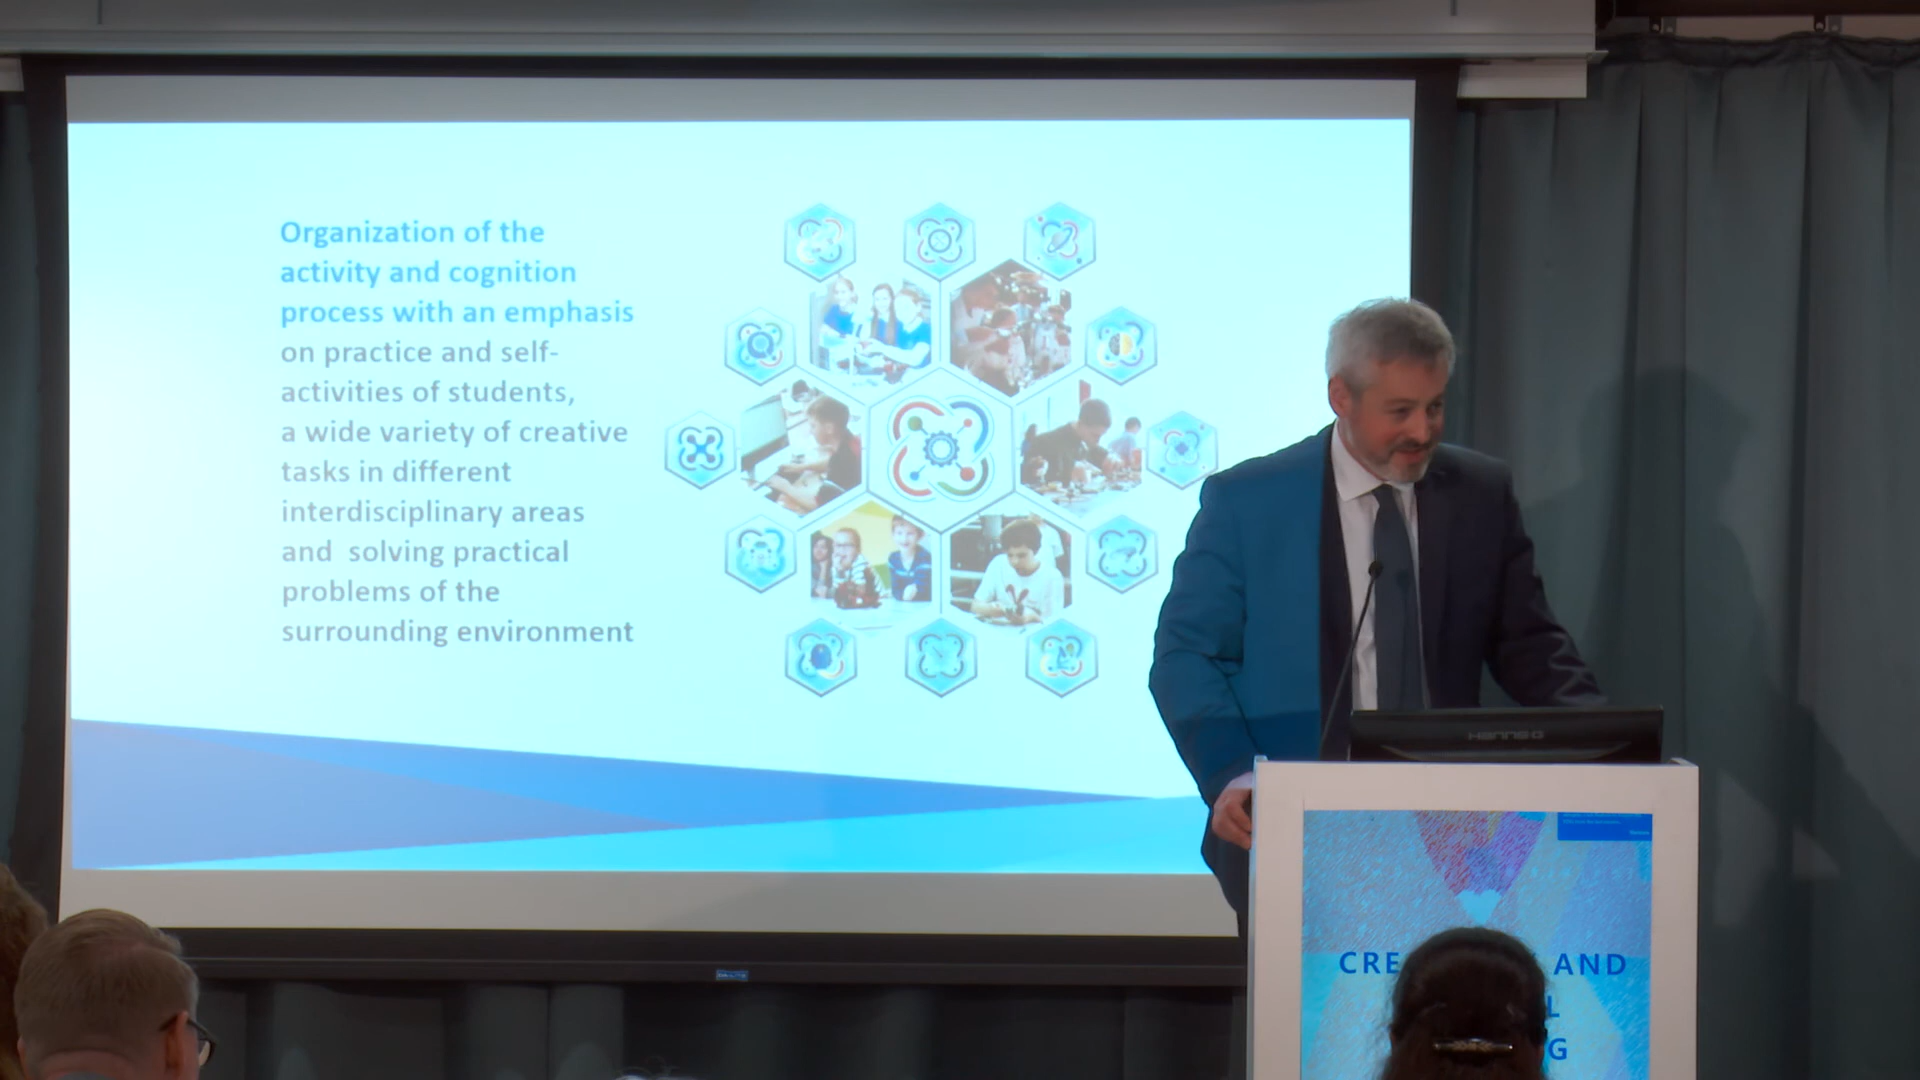 Organization of the
activity and cognition
process with an emphasis
on practice and self-
activities of students,
a wide variety of creative
tasks in different
interdisciplinary areas
and solving practical
problems of the
surrounding environment
HANNS-G
CRE AND
L
G